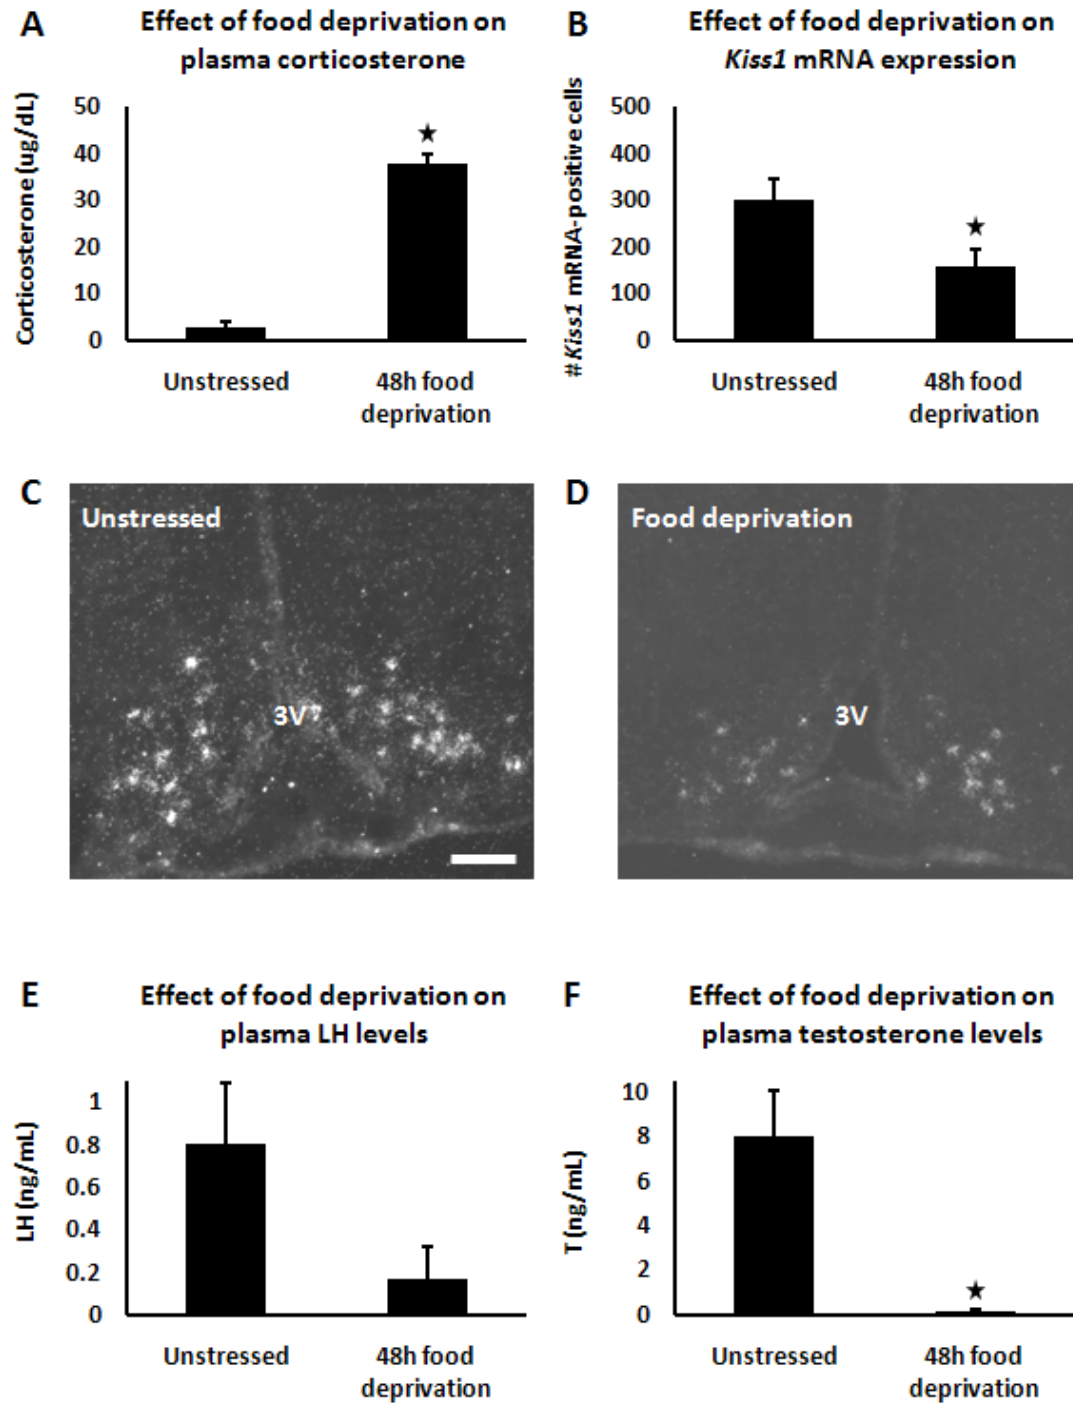 A
Effect of food deprivation on
plasma corticosterone
Corticosterone (ug/dL)
50
40
30
20
10
0
★
Unstressed
48h food
deprivation
B
Effect of food deprivation on
Kiss1 mRNA expression
#Kiss1 mRNA-positive cells
500
400
300
200
100
0
★
Unstressed
48h food
deprivation
C
Unstressed
3V
D
Food deprivation
3V
E
Effect of food deprivation on
plasma LH levels
LH (ng/mL)
1
0.8
0.6
0.4
0.2
0
Unstressed
48h food
deprivation
F
Effect of food deprivation on
plasma testosterone levels
T (ng/mL)
10
8
6
4
2
0
★
Unstressed
48h food
deprivation